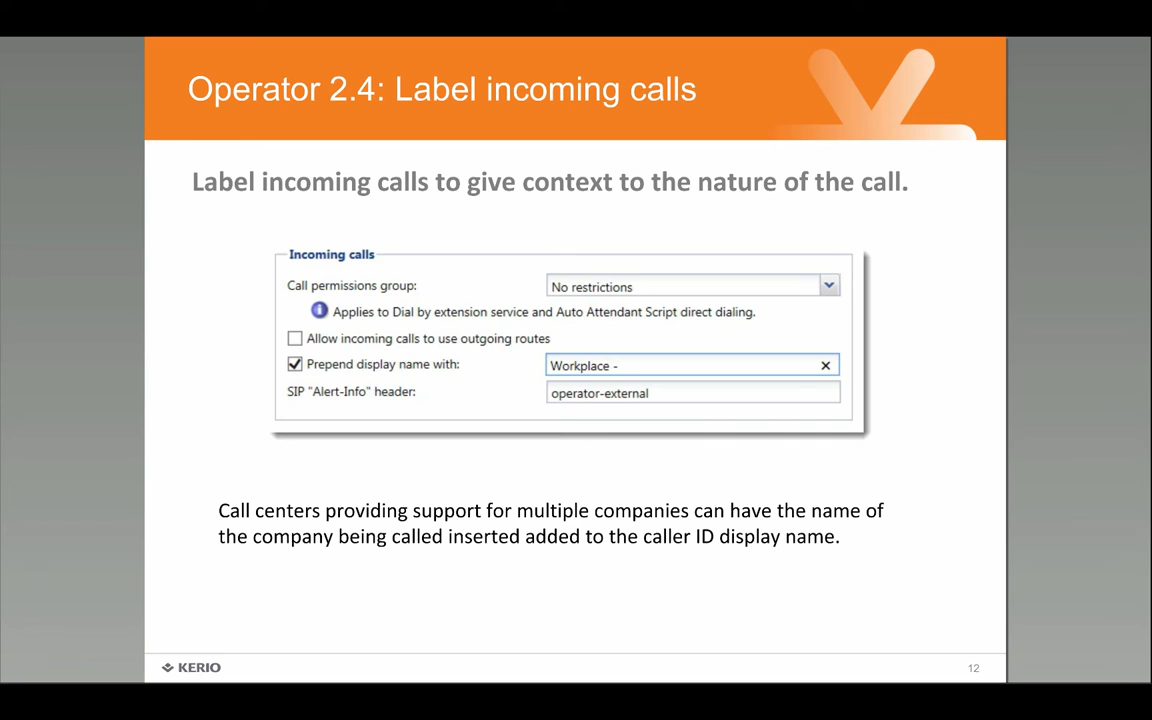 Operator 2.4: Label incoming calls
Label incoming calls to give context to the nature of the call.
Incoming calls
Call permissions group:
No restrictions
Applies to Dial by extension service and Auto Attendant Script direct dialing.
Allow incoming calls to use outgoing routes
Prepend display name with:
Workplace -
SIP "Alert-Info" header:
operator-external
Call centers providing support for multiple companies can have the name of
the company being called inserted added to the caller ID display name.
KERIO
12